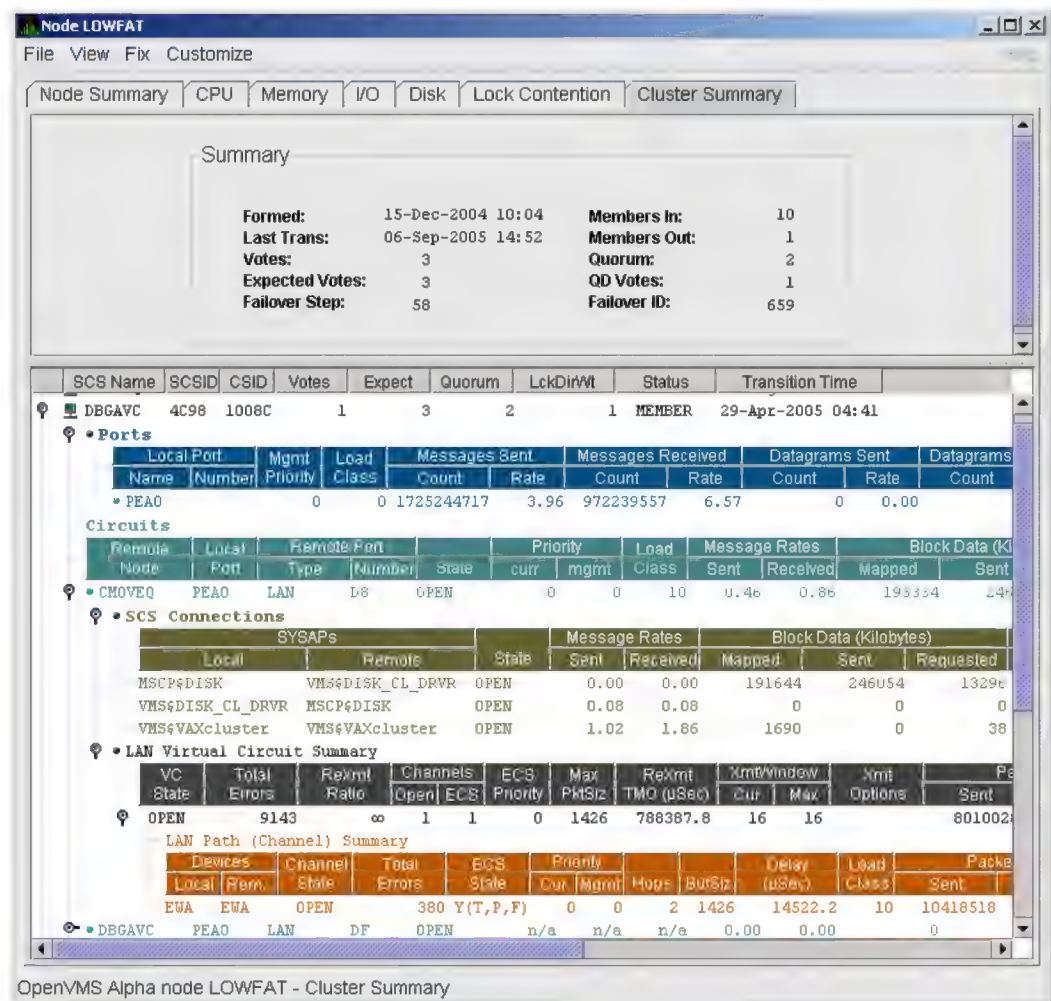 Node LOWFAT
File View Fix Customize
Node Summary CPU Memory I/O Disk Lock Contention Cluster Summary
Summary
Formed: 15-Dec-2004 10:04 Members In: 10
Last Trans: 06-Sep-2005 14:52 Members Out: 1
Votes: 3 Quorum: 2
Expected Votes: 3 QD Votes: 1
Failover Step: 58 Failover ID: 659
SCS Name SCSID CSID Votes Expect Quorum LckDirWt Status Transition Time
DBGAVC 4C98 1008C 1 3 2 1 MEMBER 29-Apr-2005 04:41
Ports
Local Port Mgmt Load Messages Sent Messages Received Datagrams Sent Datagrams
Name Number Priority Class Count Rate Count Rate Count Rate Count
PEA0 0 0 1725244717 3.96 972239557 6.57 0 0.00
Circuits
Remote Local Remote Port Priority Load Message Rates Block Data (Ki
Node Port Type Number State curr mgmt Class Sent Received Mapped Sent
CMOVEQ PEA0 LAN D8 OPEN 0 0 10 0.46 0.86 193334
SCS Connections
SYSAPs Message Rates Block Data (Kilobytes)
Local Remote State Sent Received Mapped Sent Requested
MSCP$DISK VMS$DISK_CL_DRVR OPEN 0.00 0.00 191644 246054 13296
VMS$DISK_CL_DRVR MSCP$DISK OPEN 0.08 0.08 0 0 0
VMS$VAXcluster VMS$VAXcluster OPEN 1.02 1.86 1690 0 38
LAN Virtual Circuit Summary
VC Total ReXmt Channels ECS Max ReXmt Xmt Window Xmt Pa
State Errors Ratio Open ECS Priority PktSiz TMO (µSec) Cur Max Options Sent
OPEN 9143 ∞ 1 1 0 1426 788387.8 16 16 801002
LAN Path (Channel) Summary
Devices Channel Total ECS Priority Delay Load Packe
Local Rem. State Errors State Cur Mgmt Hops BufSiz (µSec) Class Sent
EWA EWA OPEN 380 Y(T,P,F) 0 0 2 1426 14522.2 10 10418518
DBGAVC PEA0 LAN DF OPEN n/a n/a n/a 0.00 0.00 0
OpenVMS Alpha node LOWFAT - Cluster Summary